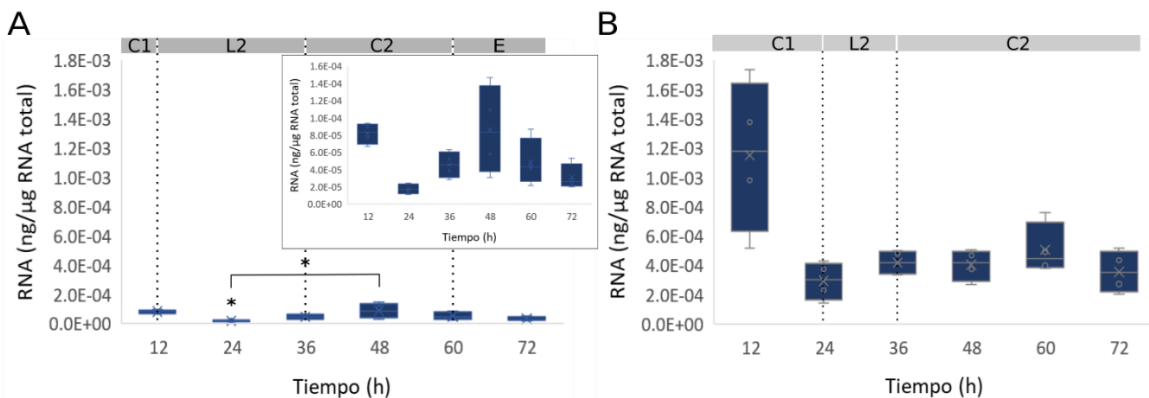 A
C1 L2 C2 E
1.8E-03
1.6E-03
1.4E-03
1.2E-03
1.0E-03
8.0E-04
6.0E-04
4.0E-04
2.0E-04
0.0E+00
RNA (ng/μg RNA total)
12 24 36 48 60 72
Tiempo (h)
* *
1.6E-04
1.4E-04
1.2E-04
1.0E-04
8.0E-05
6.0E-05
4.0E-05
2.0E-05
0.0E+00
RNA (ng/μg RNA total)
12 24 36 48 60 72
Tiempo (h)
B
C1 L2 C2
1.8E-03
1.6E-03
1.4E-03
1.2E-03
1.0E-03
8.0E-04
6.0E-04
4.0E-04
2.0E-04
0.0E+00
RNA (ng/μg RNA total)
12 24 36 48 60 72
Tiempo (h)